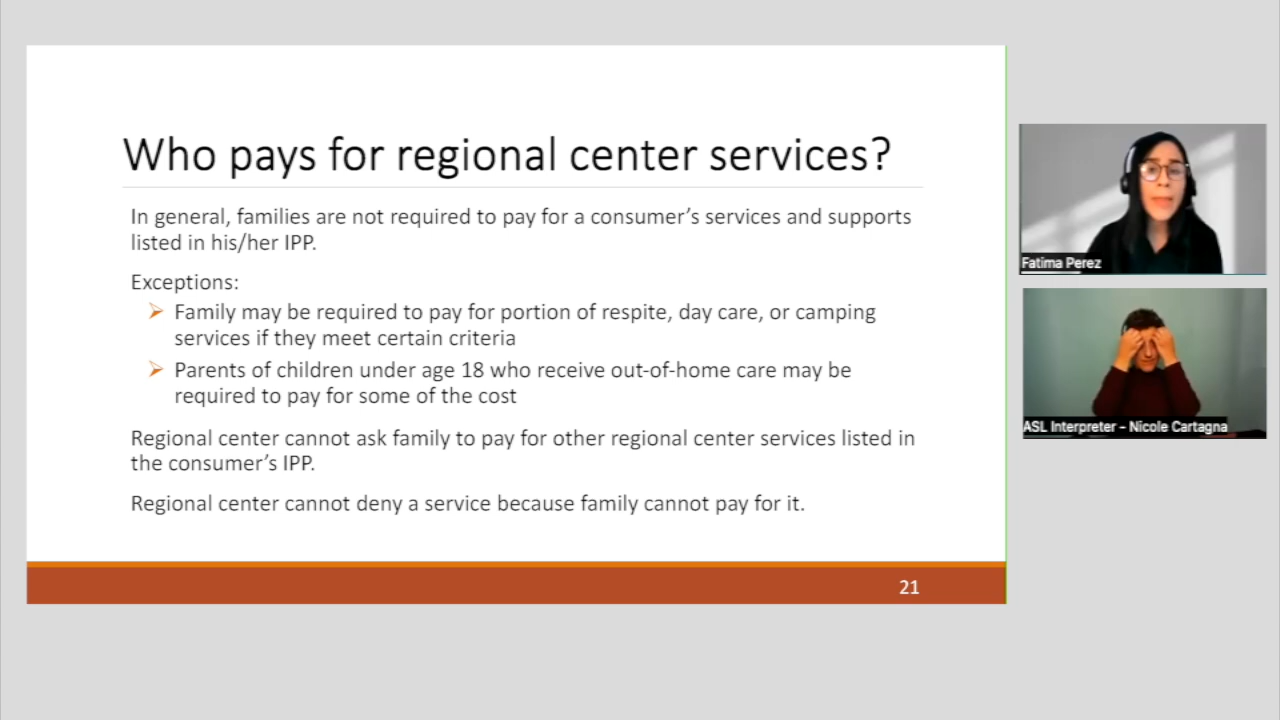 Who pays for regional center services?
In general, families are not required to pay for a consumer’s services and supports
listed in his/her IPP.
Exceptions:
Family may be required to pay for portion of respite, day care, or camping
services if they meet certain criteria
Parents of children under age 18 who receive out-of-home care may be
required to pay for some of the cost
Regional center cannot ask family to pay for other regional center services listed in
the consumer’s IPP.
Regional center cannot deny a service because family cannot pay for it.
21
Fatima Perez
ASL Interpreter – Nicole Cartagna